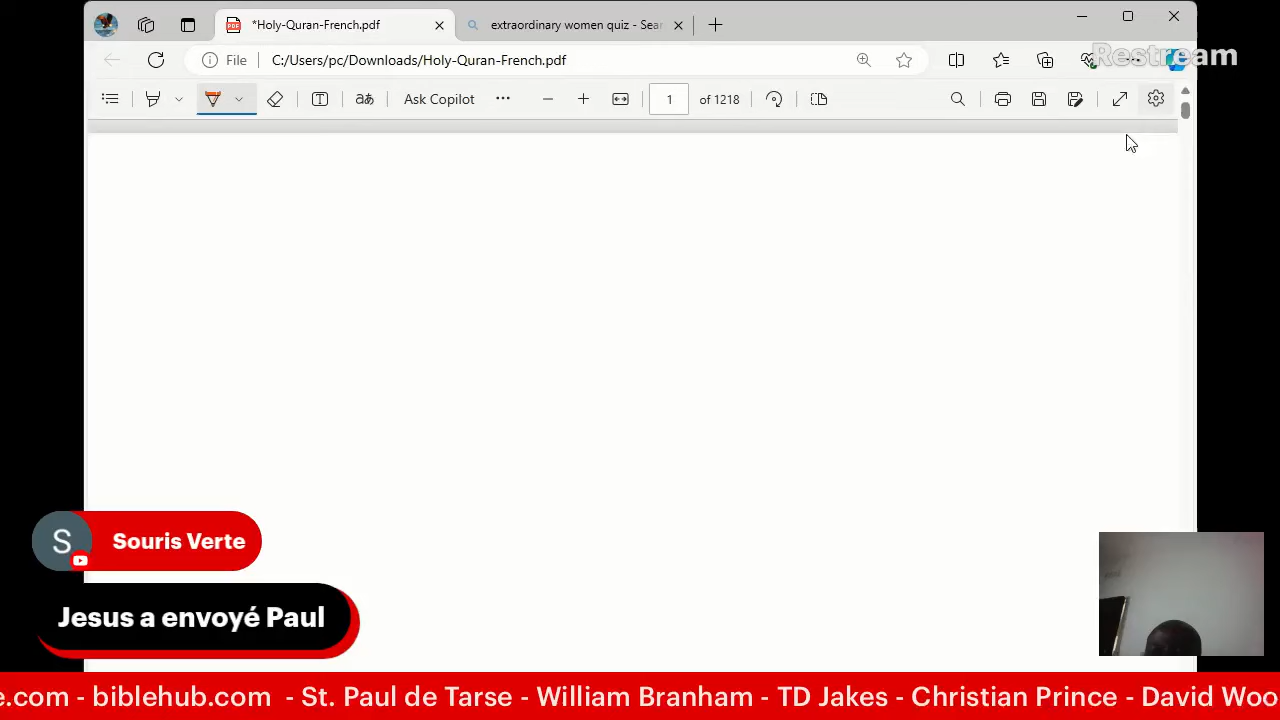 *Holy-Quran-French.pdf
extraordinary women quiz - Sear
File
C:/Users/pc/Downloads/Holy-Quran-French.pdf
Restream
aあ
Ask Copilot
1
of 1218
S
Souris Verte
Jesus a envoyé Paul
e.com - biblehub.com - St. Paul de Tarse - William Branham - TD Jakes - Christian Prince - David Woo